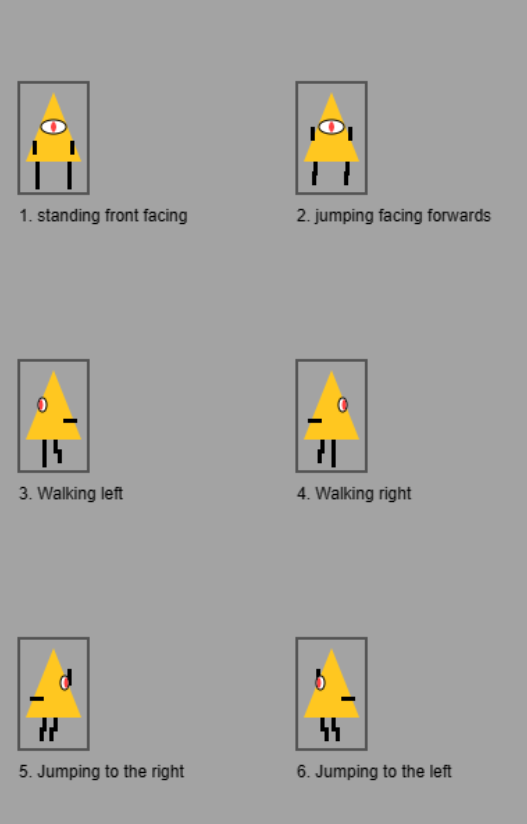 1. standing front facing
2. jumping facing forwards
3. Walking left
4. Walking right
5. Jumping to the right
6. Jumping to the left